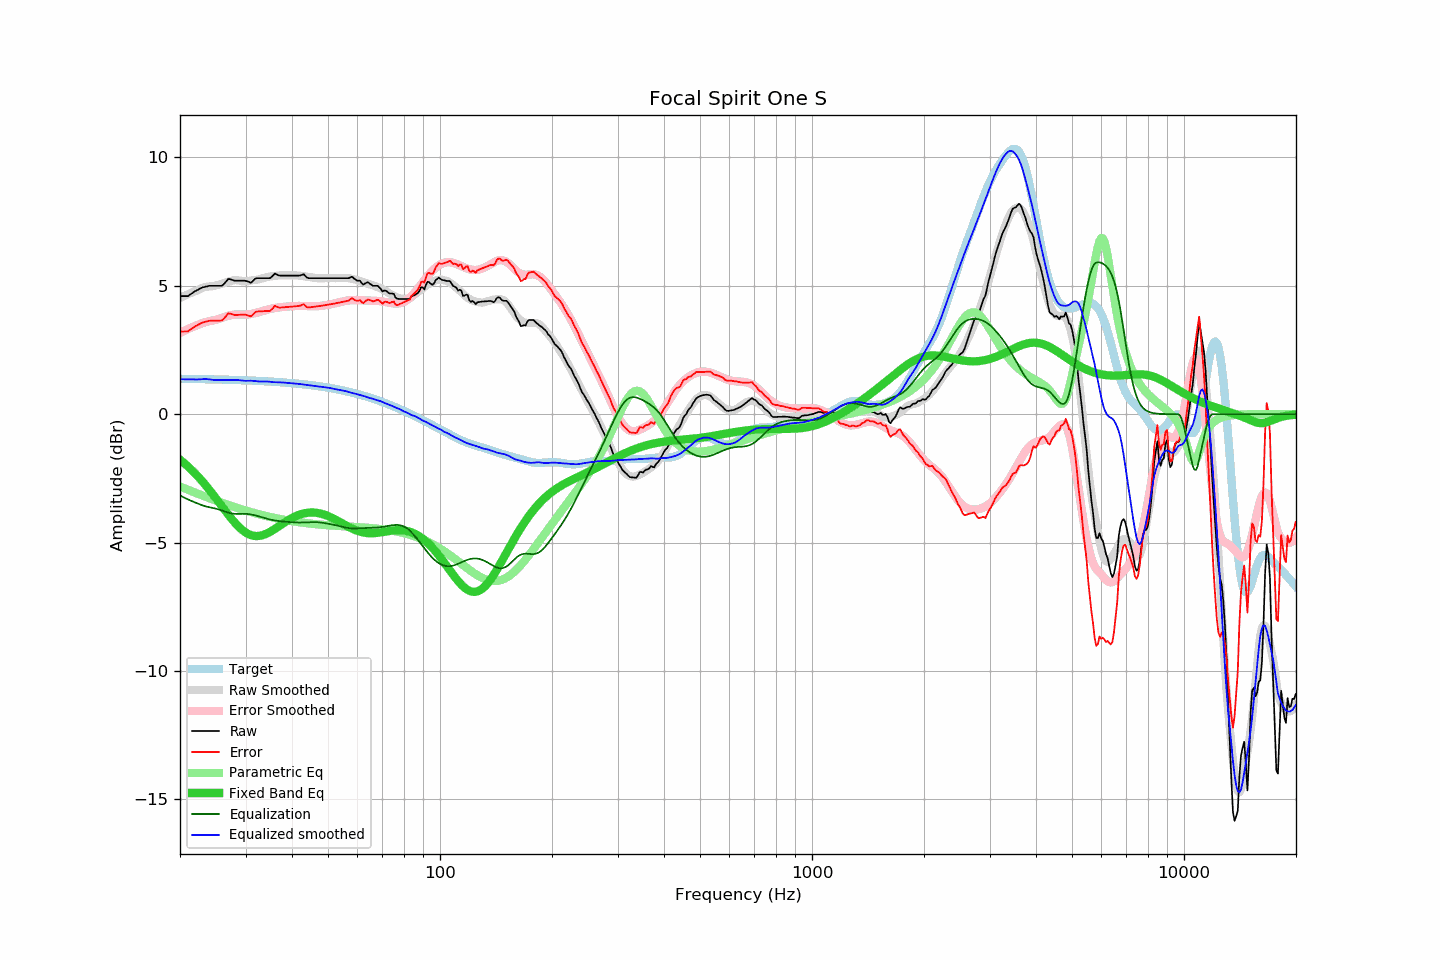 Focal Spirit One S
Amplitude (dBr)
10
5
0
−5
−10
−15
Target
Raw Smoothed
Error Smoothed
Raw
Error
Parametric Eq
Fixed Band Eq
Equalization
Equalized smoothed
100
1000
10000
Frequency (Hz)